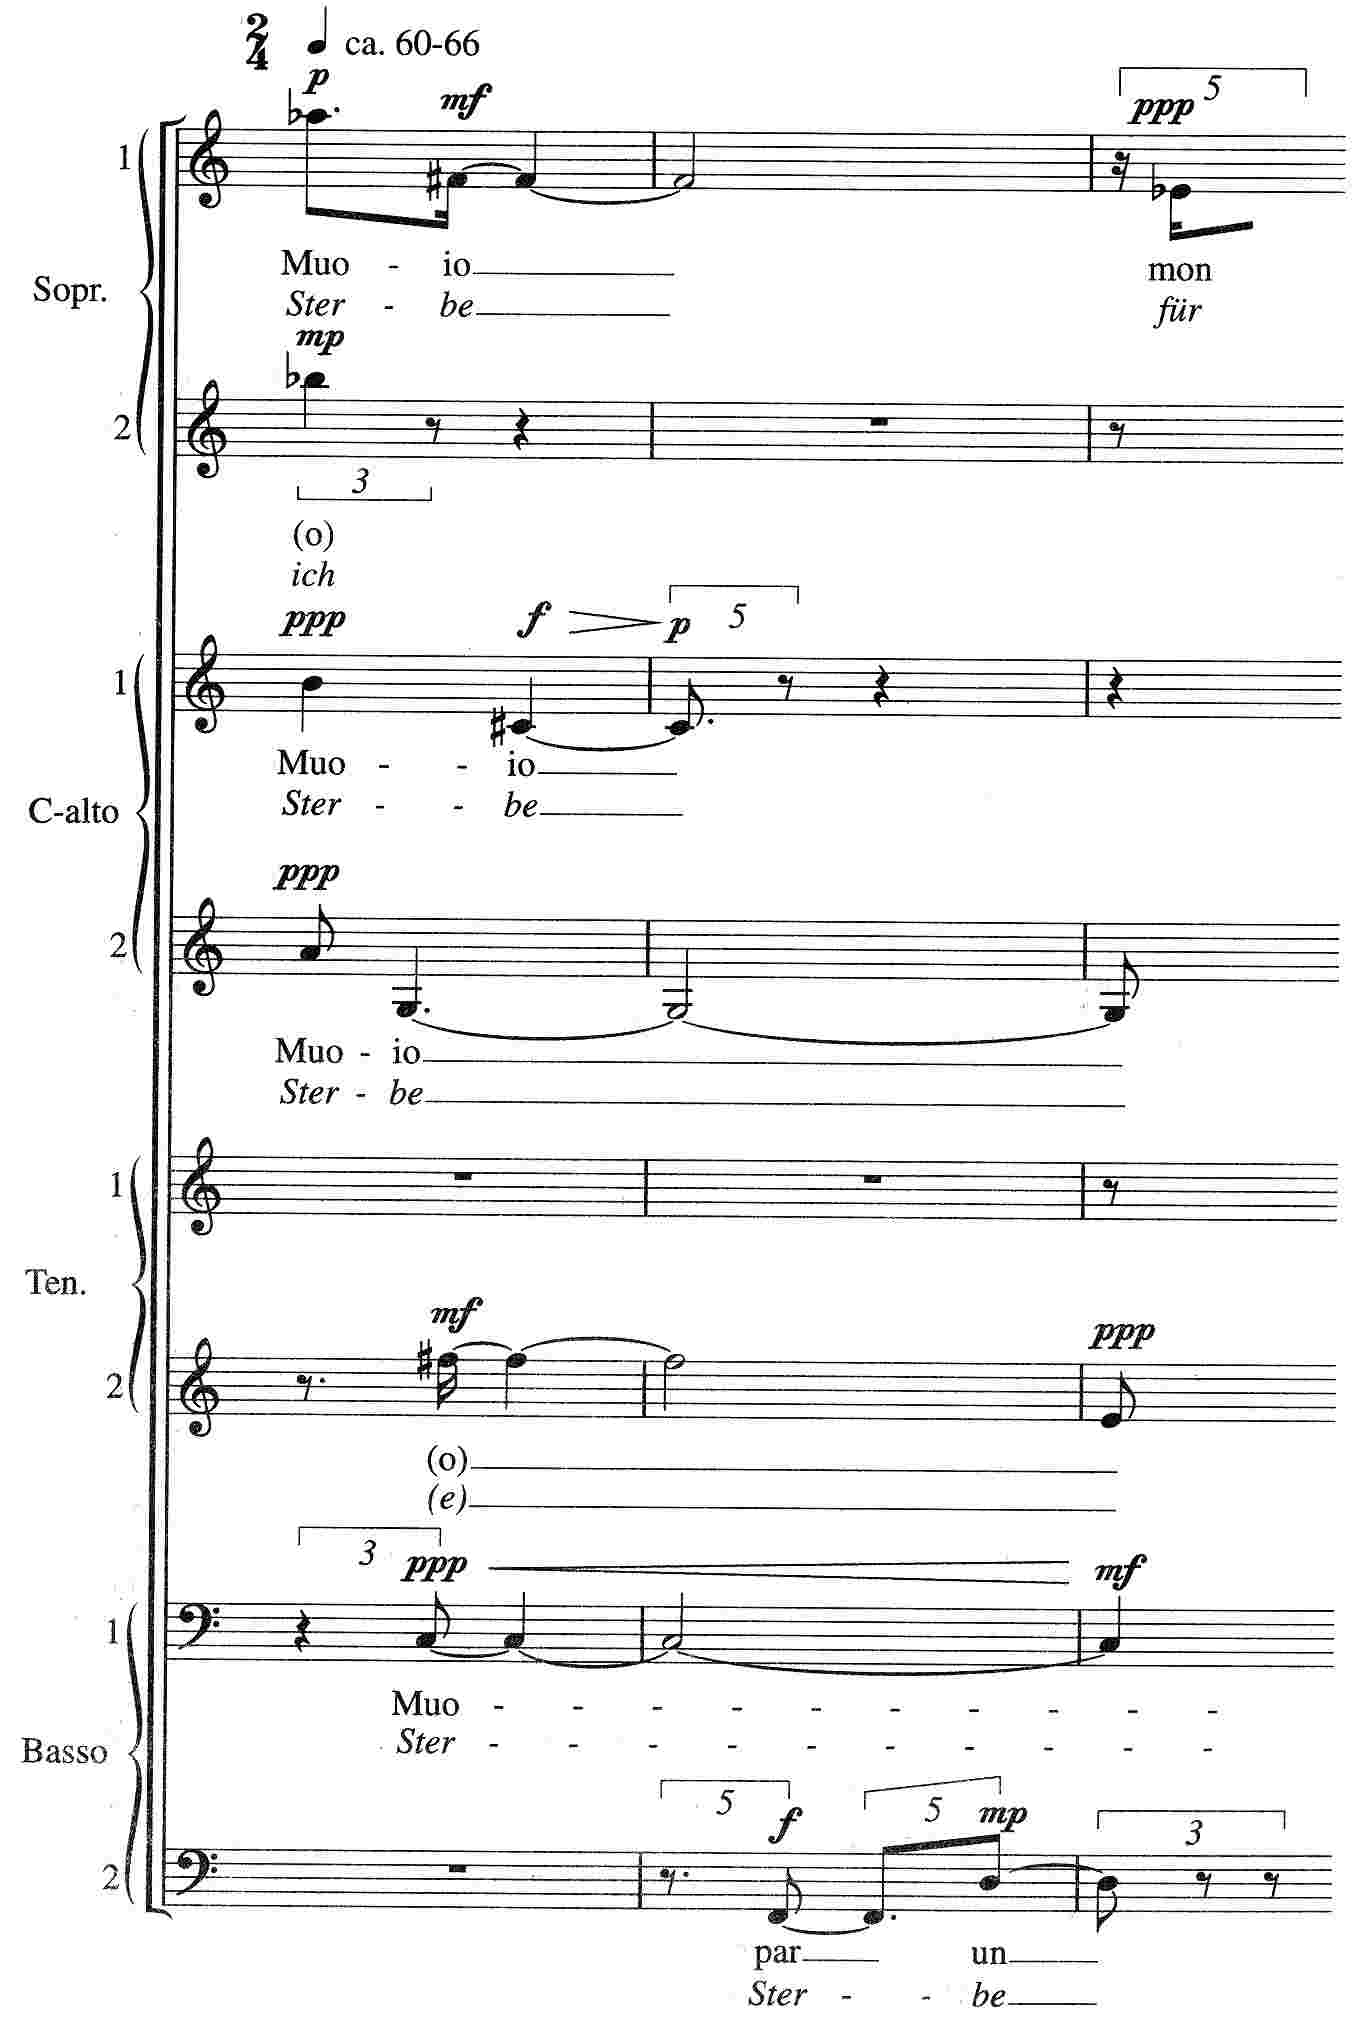 2
4
ca. 60-66
p
mf
5
ppp
1
Muo - io
mon
Sopr.
Ster - be
für
mp
2
3
(o)
ich
5
ppp
f
p
1
Muo - - io
C-alto
Ster - - be
ppp
2
Muo - io
Ster - be
1
Ten.
mf
ppp
2
(o)
(e)
3
ppp
mf
1
Muo - - - - - - - - - -
Ster - - - - - - - - - -
Basso
5
f
5
mp
3
2
par
un
Ster - - be